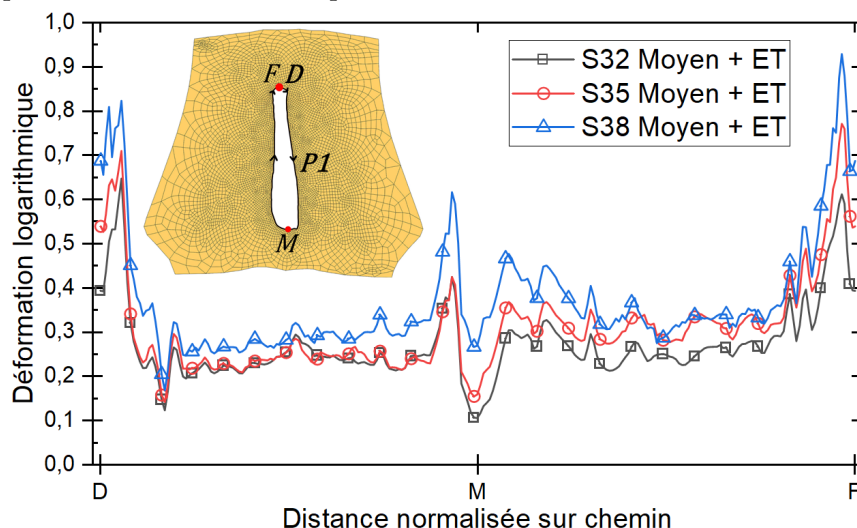 1,0
0,9
0,8
0,7
0,6
0,5
0,4
0,3
0,2
0,1
0,0
Déformation logarithmique
F D
P1
M
S32 Moyen + ET
S35 Moyen + ET
S38 Moyen + ET
D
M
F
Distance normalisée sur chemin